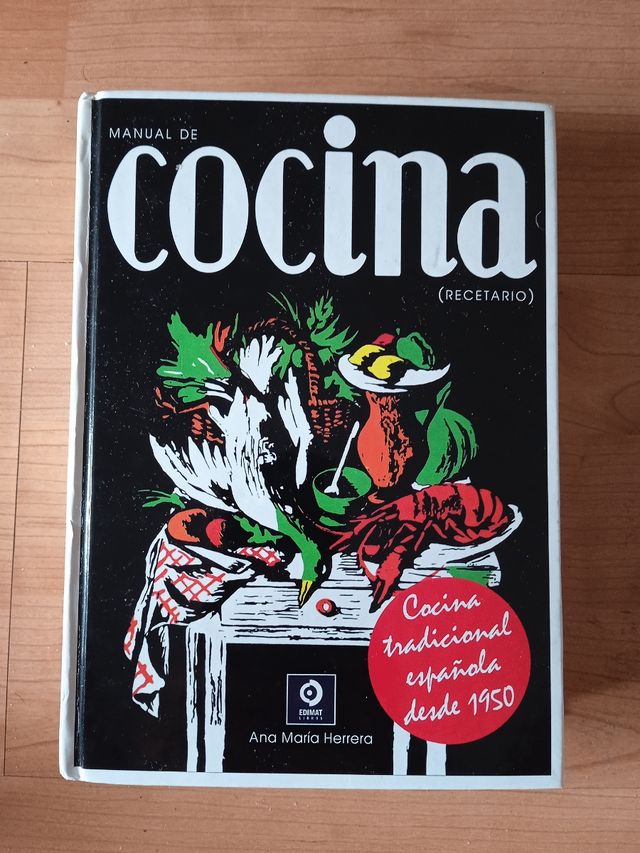 MANUAL DE
cocina
(RECETARIO)
Cocina
tradicional
española
desde 1950
EDIMAT
LIBROS
Ana María Herrera